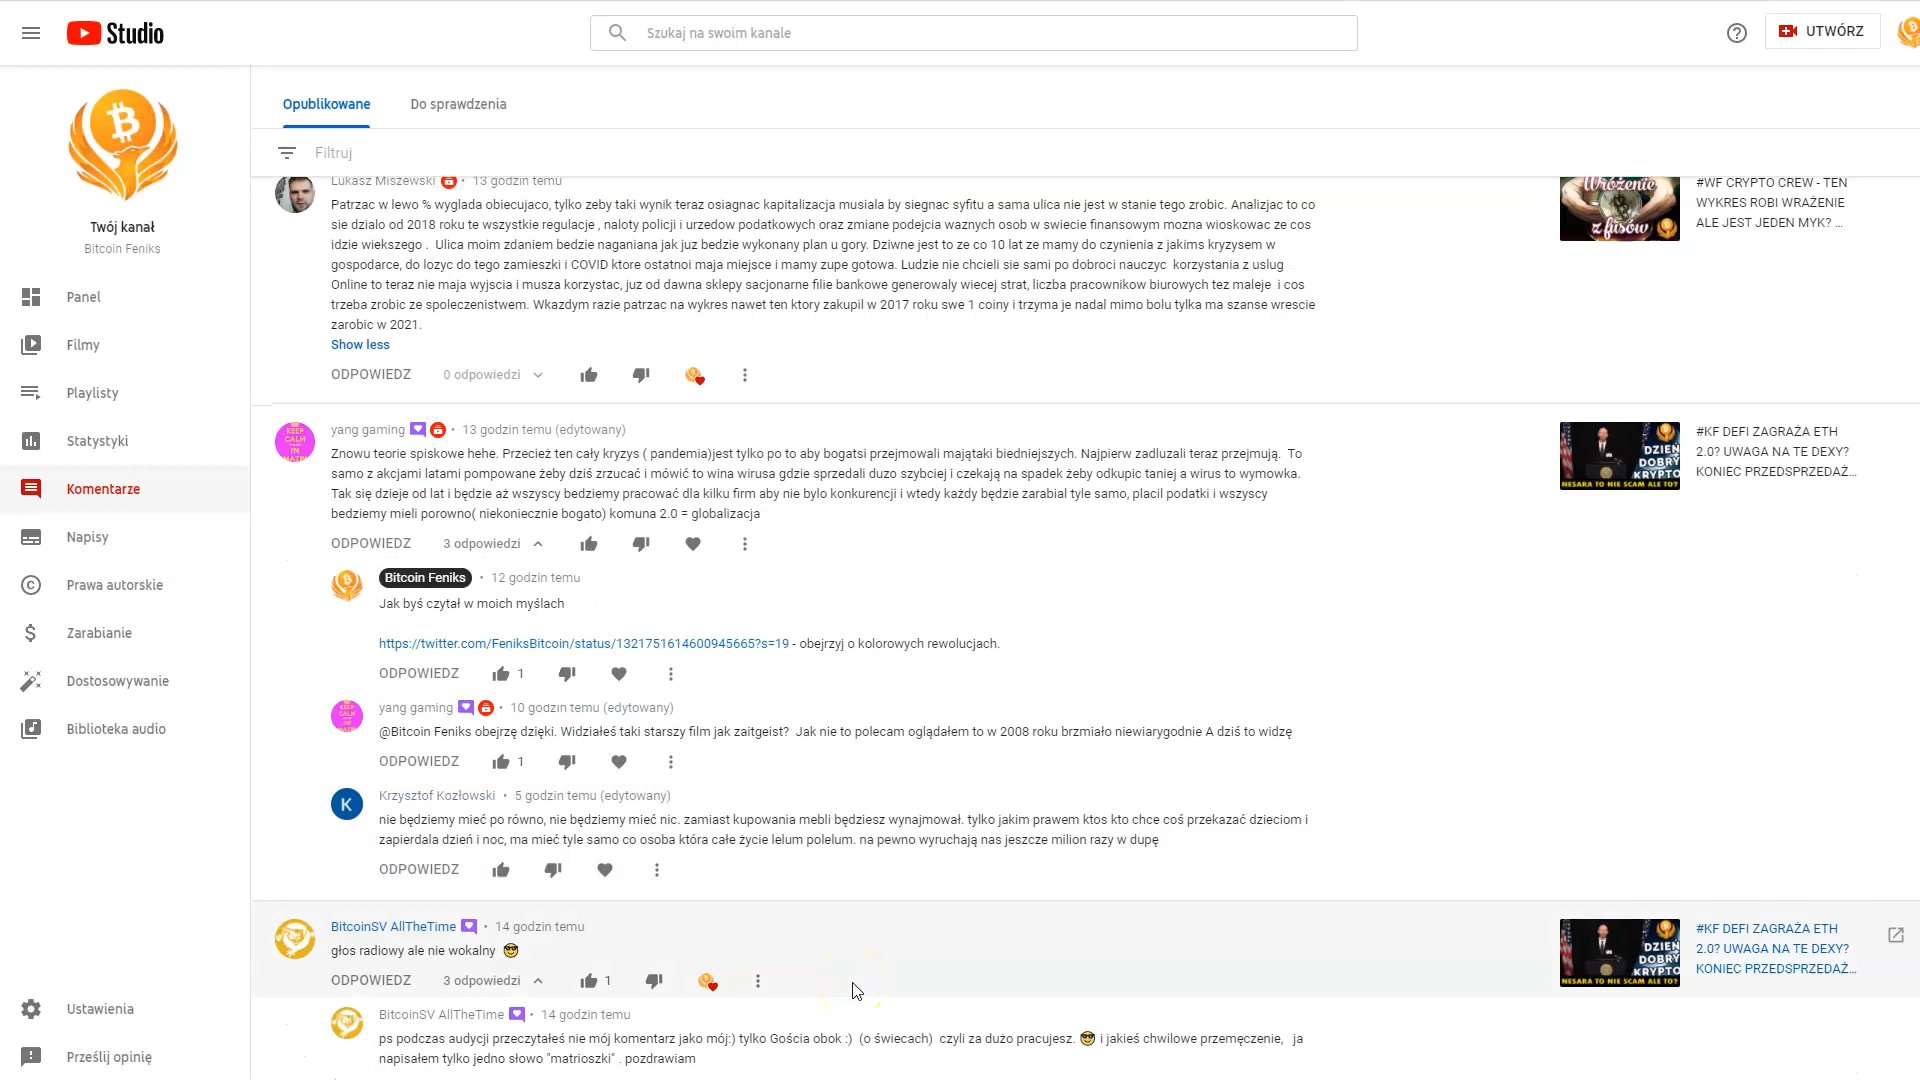 Studio
Szukaj na swoim kanale
UTWÓRZ
Twój kanał
Bitcoin Feniks
Panel
Filmy
Playlisty
Statystyki
Komentarze
Napisy
Prawa autorskie
Zarabianie
Dostosowywanie
Biblioteka audio
Ustawienia
Prześlij opinię
Opublikowane
Do sprawdzenia
Filtruj
Lukasz Miszewski • 13 godzin temu
Patrzac w lewo % wyglada obiecujaco, tylko zeby taki wynik teraz osiagnac kapitalizacja musiala by siegnac syfitu a sama ulica nie jest w stanie tego zrobic. Analizjac to co
sie dzialo od 2018 roku te wszystkie regulacje , naloty policji i urzedow podatkowych oraz zmiane podejcia waznych osob w swiecie finansowym mozna wioskowac ze cos
idzie wiekszego . Ulica moim zdaniem bedzie naganiana jak juz bedzie wykonany plan u gory. Dziwne jest to ze co 10 lat ze mamy do czynienia z jakims kryzysem w
gospodarce, do lozyc do tego zamieszki i COVID ktore ostatnoi maja miejsce i mamy zupe gotowa. Ludzie nie chcieli sie sami po dobroci nauczyc korzystania z uslug
Online to teraz nie maja wyjscia i musza korzystac, juz od dawna sklepy sacjonarne filie bankowe generowaly wiecej strat, liczba pracownikow biurowych tez maleje i cos
trzeba zrobic ze spoleczenistwem. Wkazdym razie patrzac na wykres nawet ten ktory zakupil w 2017 roku swe 1 coiny i trzyma je nadal mimo bolu tylka ma szanse wrescie
zarobic w 2021.
Show less
ODPOWIEDZ 0 odpowiedzi
Wróżenie
z fusów
#WF CRYPTO CREW - TEN
WYKRES ROBI WRAŻENIE
ALE JEST JEDEN MYK? ...
KEEP
CALM
yang gaming • 13 godzin temu (edytowany)
Znowu teorie spiskowe hehe. Przecież ten cały kryzys ( pandemia)jest tylko po to aby bogatsi przejmowali majątaki biedniejszych. Najpierw zadluzali teraz przejmują. To
samo z akcjami latami pompowane żeby dziś zrzucać i mówić to wina wirusa gdzie sprzedali duzo szybciej i czekają na spadek żeby odkupic taniej a wirus to wymowka.
Tak się dzieje od lat i będzie aż wszyscy bedziemy pracować dla kilku firm aby nie bylo konkurencji i wtedy każdy będzie zarabial tyle samo, placil podatki i wszyscy
bedziemy mieli porowno( niekoniecznie bogato) komuna 2.0 = globalizacja
ODPOWIEDZ 3 odpowiedzi
DZIEŃ
DOBRY
KRYPTO
NESARA TO NIE SCAM ALE TO?
#KF DEFI ZAGRAŻA ETH
2.0? UWAGA NA TE DEXY?
KONIEC PRZEDSPRZEDAŻ...
Bitcoin Feniks • 12 godzin temu
Jak byś czytał w moich myślach
https://twitter.com/FeniksBitcoin/status/1321751614600945665?s=19 - obejrzyj o kolorowych rewolucjach.
ODPOWIEDZ 1
yang gaming • 10 godzin temu (edytowany)
@Bitcoin Feniks obejrzę dzięki. Widziałeś taki starszy film jak zaitgeist? Jak nie to polecam oglądałem to w 2008 roku brzmiało niewiarygodnie A dziś to widzę
ODPOWIEDZ 1
K
Krzysztof Kozłowski • 5 godzin temu (edytowany)
nie będziemy mieć po równo, nie będziemy mieć nic. zamiast kupowania mebli będziesz wynajmował. tylko jakim prawem ktos kto chce coś przekazać dzieciom i
zapierdala dzień i noc, ma mieć tyle samo co osoba która całe życie lelum polelum. na pewno wyruchają nas jeszcze milion razy w dupę
ODPOWIEDZ
BitcoinSV AllTheTime • 14 godzin temu
głos radiowy ale nie wokalny 😎
ODPOWIEDZ 3 odpowiedzi 1
DZIEŃ
DOBRY
KRYPTO
NESARA TO NIE SCAM ALE TO?
#KF DEFI ZAGRAŻA ETH
2.0? UWAGA NA TE DEXY?
KONIEC PRZEDSPRZEDAŻ...
BitcoinSV AllTheTime • 14 godzin temu
ps podczas audycji przeczytałeś nie mój komentarz jako mój:) tylko Gościa obok :) (o świecach) czyli za dużo pracujesz. 😎 i jakieś chwilowe przemęczenie, ja
napisałem tylko jedno słowo "matrioszki" . pozdrawiam